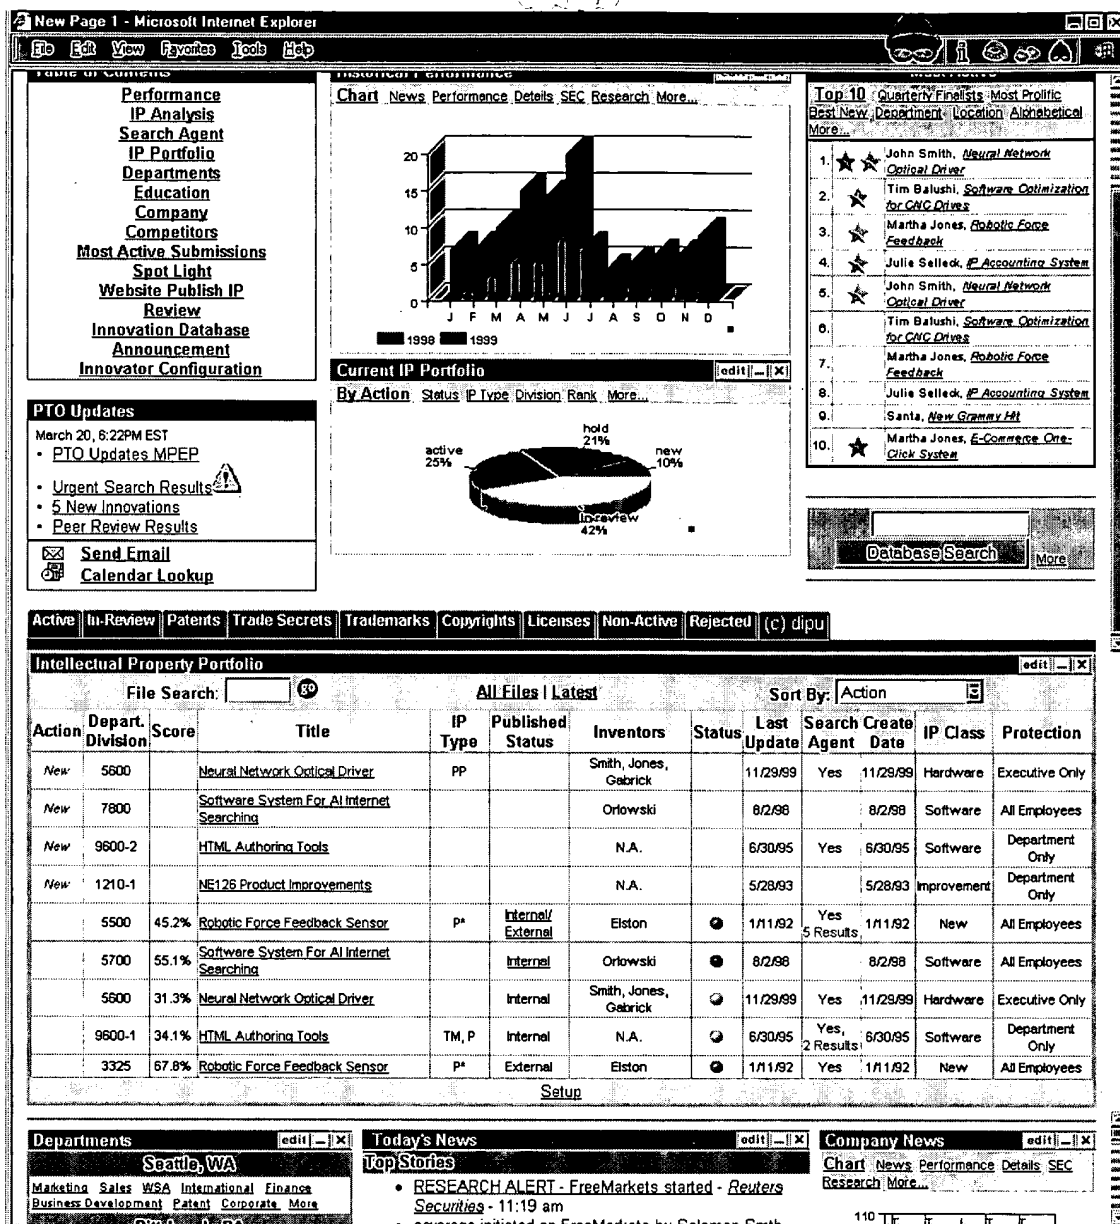 New Page 1 - Microsoft Internet Explorer
File Edit View Favorites Tools Help
Table of Contents
Performance
IP Analysis
Search Agent
IP Portfolio
Departments
Education
Company
Competitors
Most Active Submissions
Spot Light
Website Publish IP
Review
Innovation Database
Announcement
Innovator Configuration
PTO Updates
March 20, 6:22PM EST
• PTO Updates MPEP
• Urgent Search Results
• 5 New Innovations
• Peer Review Results
Send Email
Calendar Lookup
Historical Performance
Chart News Performance Details SEC Research More...
20
15
10
5
0
J F M A M J J A S O N D
1998 1999
Current IP Portfolio edit
By Action Status IP Type Division Rank More...
hold
21%
active
25%
new
10%
in-review
42%
Most Active
Top 10 Quarterly Finalists Most Prolific
Best New Department Location Alphabetical
More...
1. John Smith, Neural Network
Optical Driver
2. Tim Balushi, Software Optimization
for CNC Drives
3. Martha Jones, Robotic Force
Feedback
4. Julie Selleck, IP Accounting System
5. John Smith, Neural Network
Optical Driver
6. Tim Balushi, Software Optimization
for CNC Drives
7. Martha Jones, Robotic Force
Feedback
8. Julie Selleck, IP Accounting System
9. Santa, New Grammy Hit
10. Martha Jones, E-Commerce One-
Click System
Database Search More
Active In-Review Patents Trade Secrets Trademarks Copyrights Licenses Non-Active Rejected (c) dipu
Intellectual Property Portfolio edit
File Search: go All Files | Latest Sort By: Action
Action Depart. Division Score Title IP Type Published Status Inventors Status Last Update Search Agent Create Date IP Class Protection
New 5600 Neural Network Optical Driver PP Smith, Jones, Gabrick 11/29/99 Yes 11/29/99 Hardware Executive Only
New 7800 Software System For AI Internet Searching Orlowski 8/2/98 8/2/98 Software All Employees
New 9600-2 HTML Authoring Tools N.A. 6/30/95 Yes 6/30/95 Software Department Only
New 1210-1 NE126 Product Improvements N.A. 5/28/93 5/28/93 Improvement Department Only
5500 45.2% Robotic Force Feedback Sensor P* Internal/ External Elston 1/11/92 Yes 5 Results 1/11/92 New All Employees
5700 55.1% Software System For AI Internet Searching Internal Orlowski 8/2/98 8/2/98 Software All Employees
5600 31.3% Neural Network Optical Driver Internal Smith, Jones, Gabrick 11/29/99 Yes 11/29/99 Hardware Executive Only
9600-1 34.1% HTML Authoring Tools TM, P Internal N.A. 6/30/95 Yes, 2 Results 6/30/95 Software Department Only
3325 67.8% Robotic Force Feedback Sensor P* External Elston 1/11/92 Yes 1/11/92 New All Employees
Setup
Departments edit
Seattle, WA
Marketing Sales WSA International Finance
Business Development Patent Corporate More
Today's News edit
Top Stories
• RESEARCH ALERT - FreeMarkets started - Reuters
Securities - 11:19 am
• coverage initiated on FreeMarkets by Salomon Smth
Company News edit
Chart News Performance Details SEC
Research More...
110